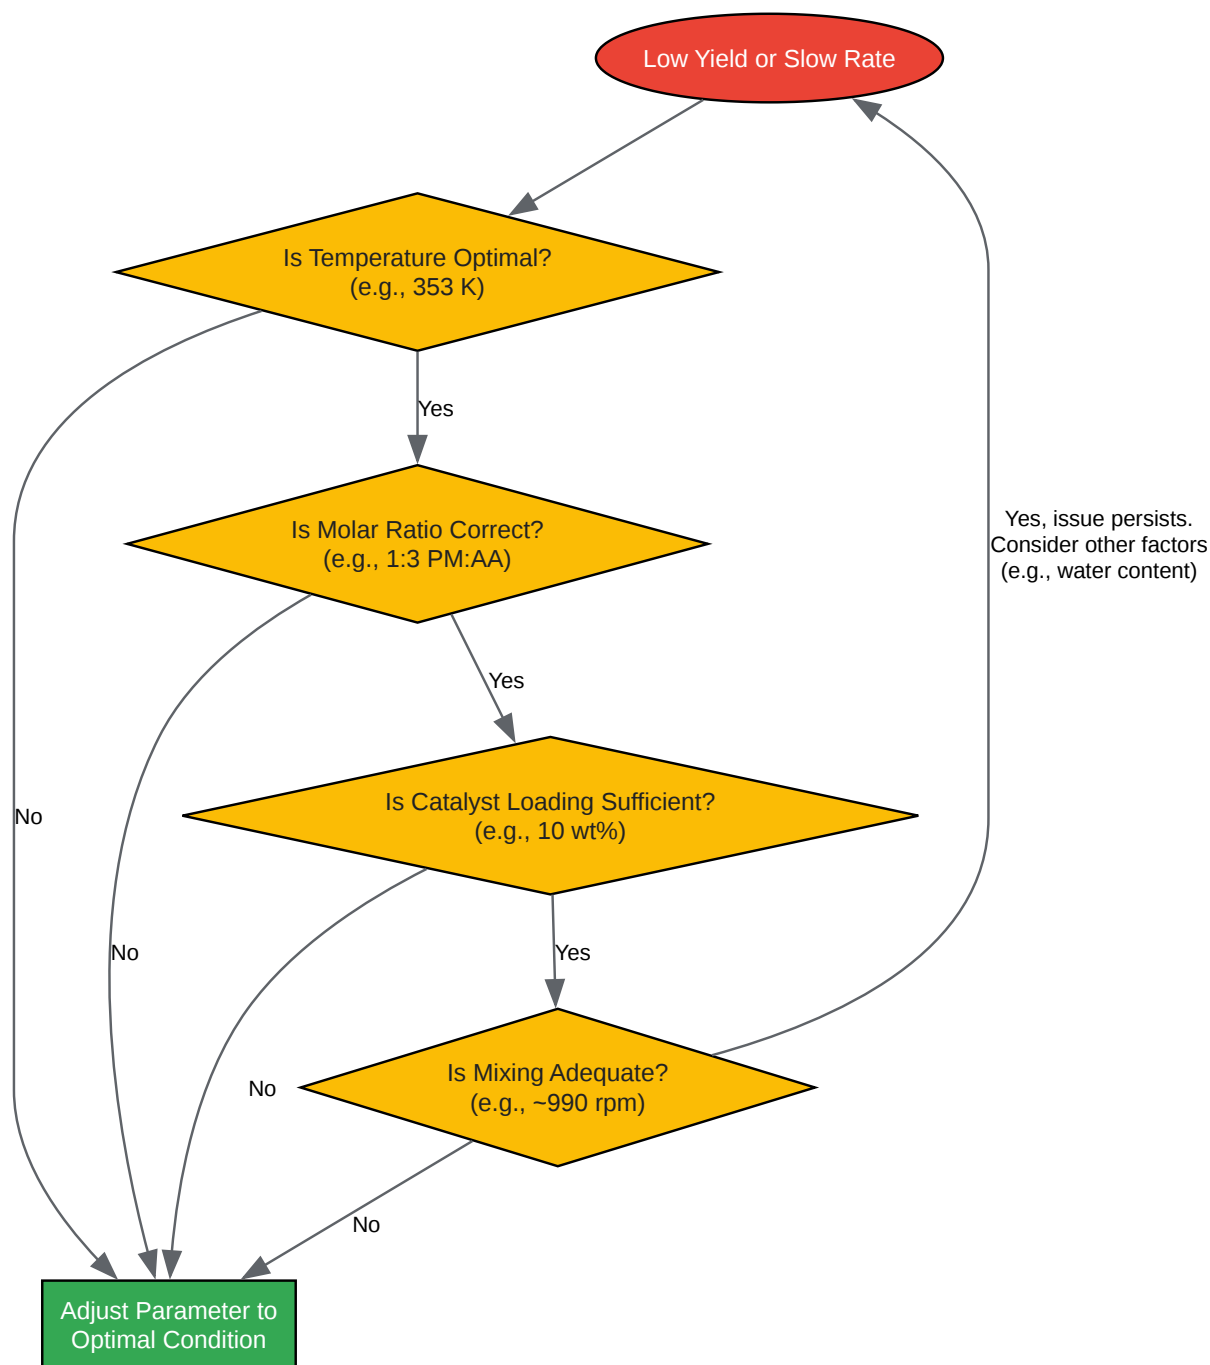 Low Yield or Slow Rate
Is Temperature Optimal?
(e.g., 353 K)
Yes
Is Molar Ratio Correct?
(e.g., 1:3 PM:AA)
Yes, issue persists.
Consider other factors
(e.g., water content)
Yes
Is Catalyst Loading Sufficient?
(e.g., 10 wt%)
No
No
Yes
Is Mixing Adequate?
(e.g., ~990 rpm)
No
No
Adjust Parameter to
Optimal Condition